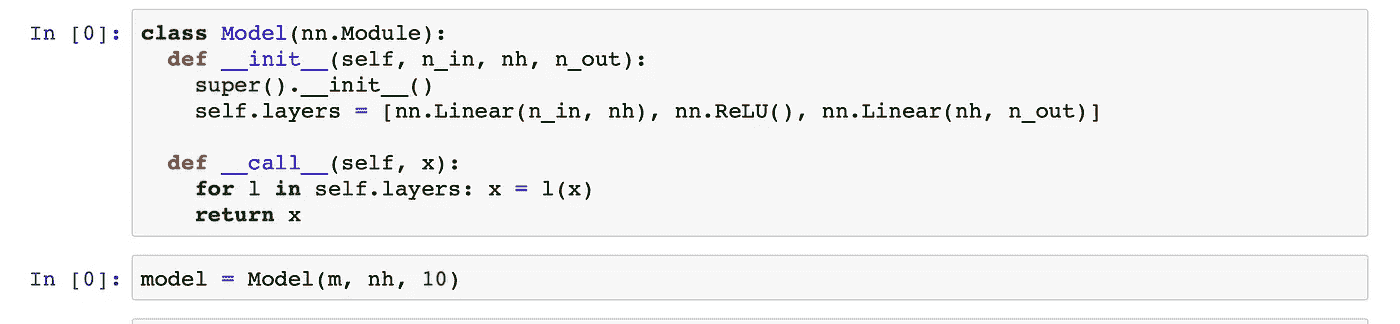 In [0]: class Model(nn.Module):
  def __init__(self, n_in, nh, n_out):
    super().__init__()
    self.layers = [nn.Linear(n_in, nh), nn.ReLU(), nn.Linear(nh, n_out)]

  def __call__(self, x):
    for l in self.layers: x = l(x)
    return x
In [0]: model = Model(m, nh, 10)